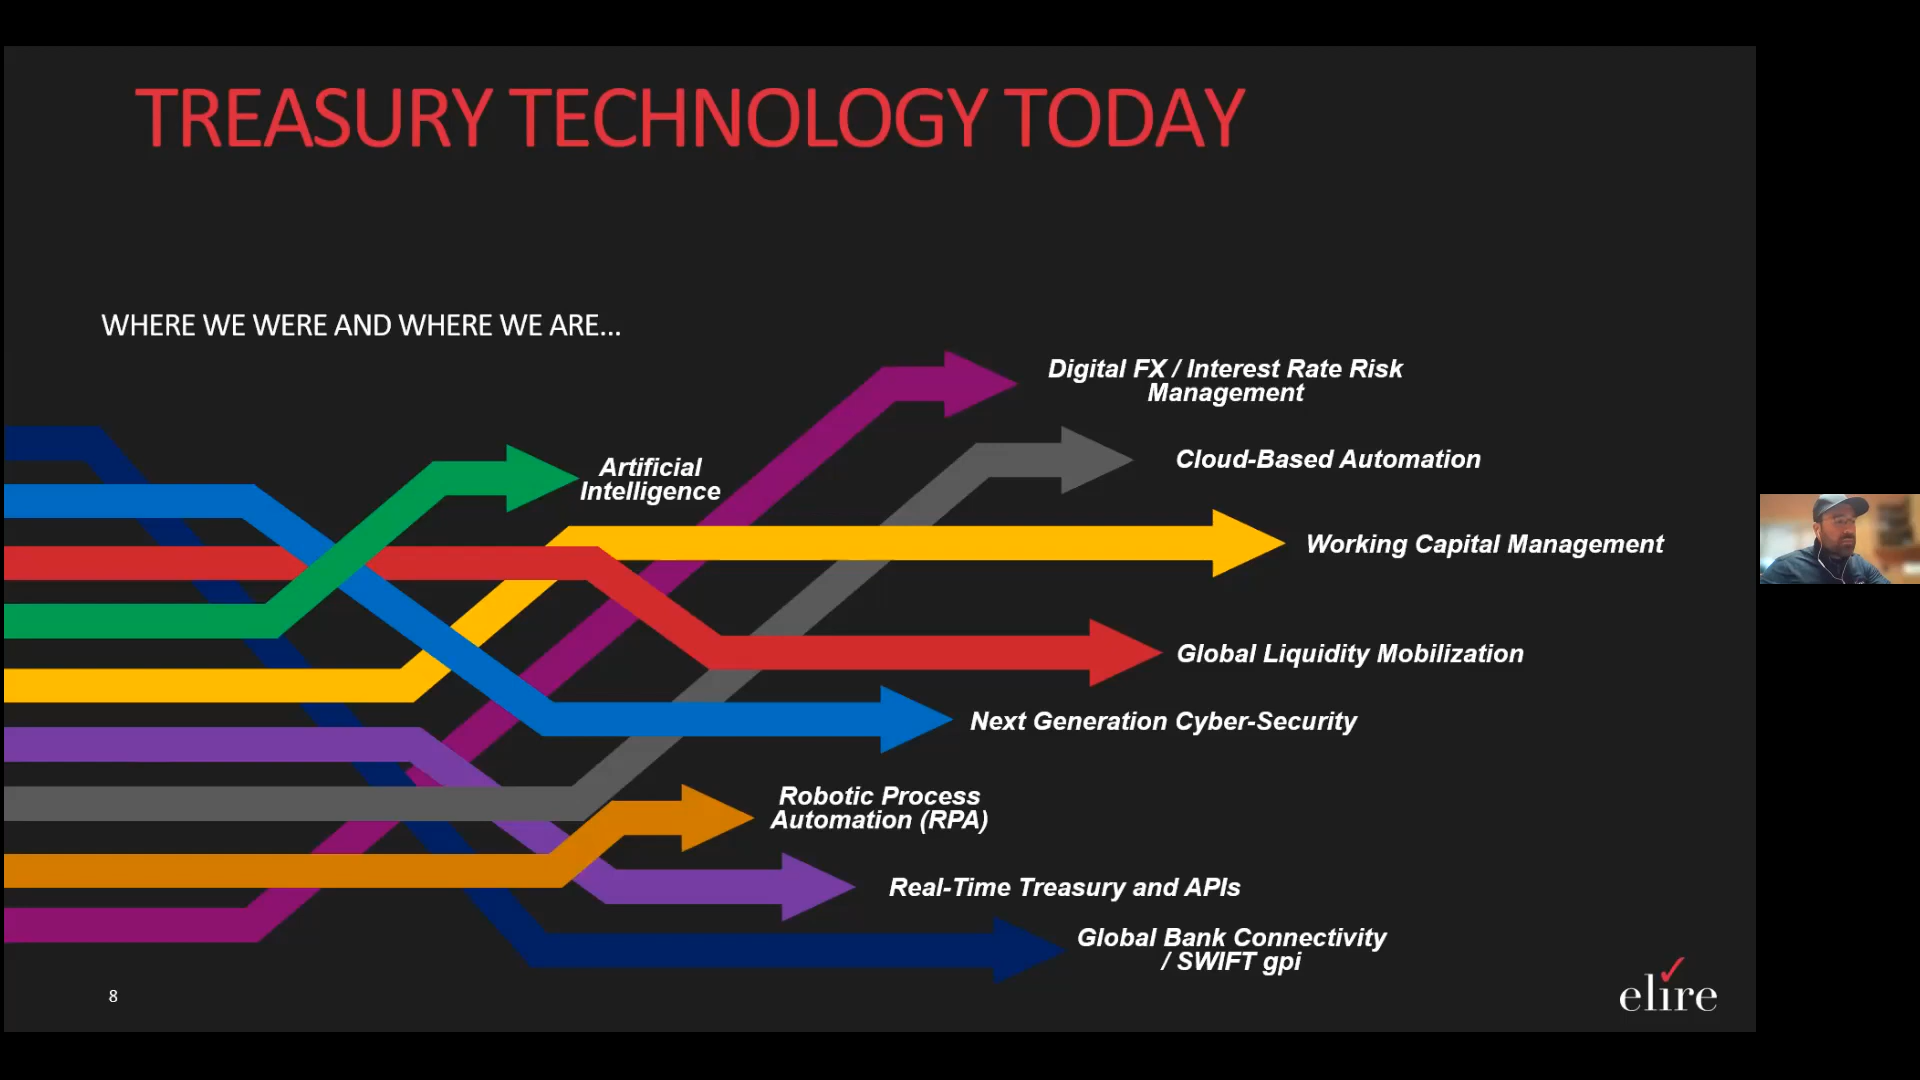 TREASURY TECHNOLOGY TODAY
WHERE WE WERE AND WHERE WE ARE...
Digital FX / Interest Rate Risk
Management
Cloud-Based Automation
Artificial
Intelligence
Working Capital Management
Global Liquidity Mobilization
Next Generation Cyber-Security
Robotic Process
Automation (RPA)
Real-Time Treasury and APIs
Global Bank Connectivity
/ SWIFT gpi
8
elire